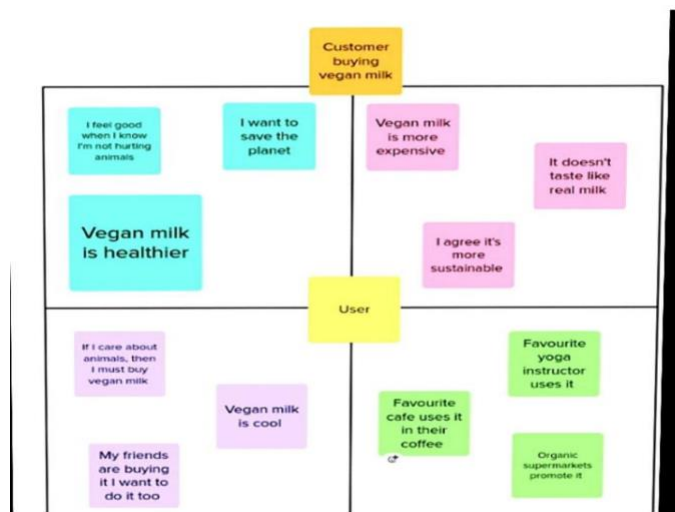 Customer
buying
vegan milk
I feel good
when I know
I'm not hurting
animals
I want to
save the
planet
Vegan milk
is healthier
Vegan milk
is more
expensive
It doesn't
taste like
real milk
I agree it's
more
sustainable
User
If I care about
animals, then
I must buy
vegan milk
Vegan milk
is cool
My friends
are buying
it I want to
do it too
Favourite
yoga
instructor
uses it
Favourite
cafe uses it
in their
coffee
Organic
supermarkets
promote it